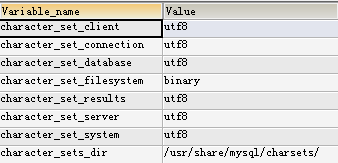 Variable_name Value
character_set_client utf8
character_set_connection utf8
character_set_database utf8
character_set_filesystem binary
character_set_results utf8
character_set_server utf8
character_set_system utf8
character_sets_dir /usr/share/mysql/charsets/